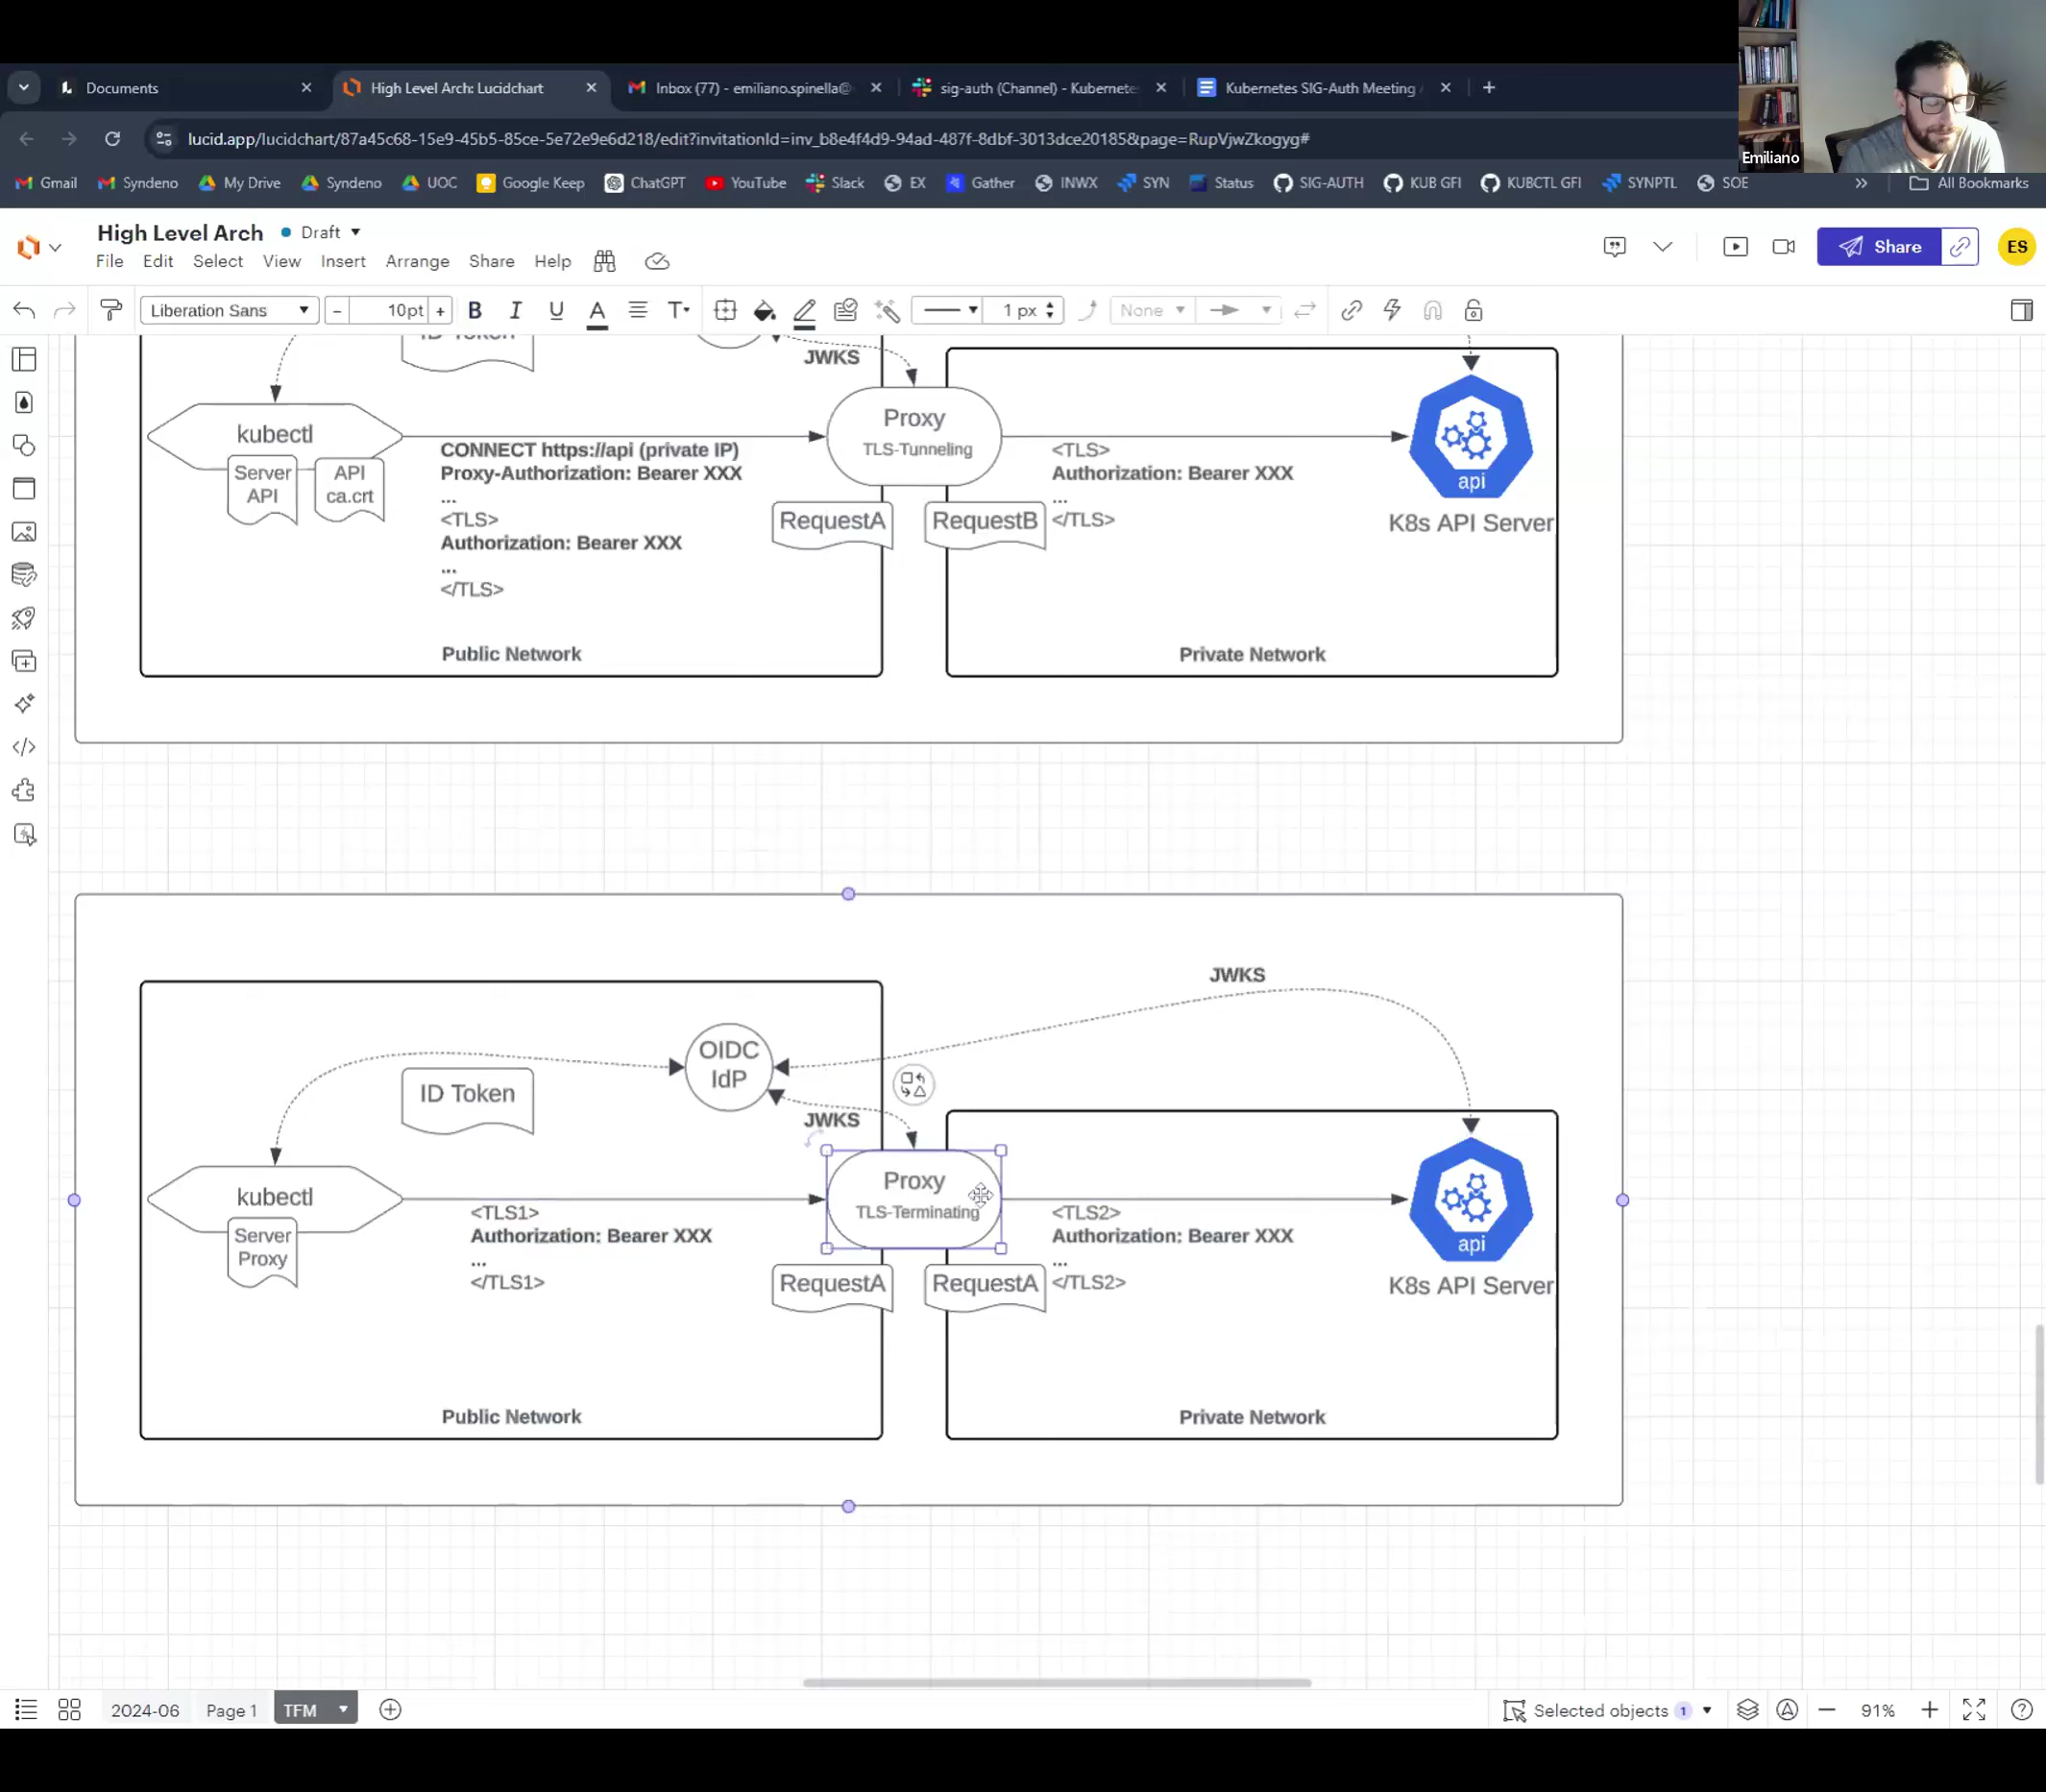 Documents
High Level Arch: Lucidchart
Inbox (77) - emiliano.spinella@
sig-auth (Channel) - Kubernete
Kubernetes SIG-Auth Meeting
lucid.app/lucidchart/87a45c68-15e9-45b5-85ce-5e72e9e6d218/edit?invitationId=inv_b8e4f4d9-94ad-487f-8dbf-3013dce20185&page=RupVjwZkogyg#
Emiliano
Gmail
Syndeno
My Drive
Syndeno
UOC
Google Keep
ChatGPT
YouTube
Slack
EX
Gather
INWX
SYN
Status
SIG-AUTH
KUB GFI
KUBCTL GFI
SYNPTL
SOE
»
All Bookmarks
High Level Arch
Draft
File Edit Select View Insert Arrange Share Help
Share
ES
Liberation Sans
- 10pt +
B I U A T
1 px
None
ID Token
JWKS
kubectl
Server
API
API
ca.crt
CONNECT https://api (private IP)
Proxy-Authorization: Bearer XXX
...
<TLS>
Authorization: Bearer XXX
...
</TLS>
Proxy
TLS-Tunneling
RequestA
RequestB
<TLS>
Authorization: Bearer XXX
...
</TLS>
api
K8s API Server
Public Network
Private Network
JWKS
OIDC
IdP
ID Token
JWKS
kubectl
Server
Proxy
<TLS1>
Authorization: Bearer XXX
...
</TLS1>
Proxy
TLS-Terminating
RequestA
RequestA
<TLS2>
Authorization: Bearer XXX
...
</TLS2>
api
K8s API Server
Public Network
Private Network
2024-06
Page 1
TFM
Selected objects 1
91%